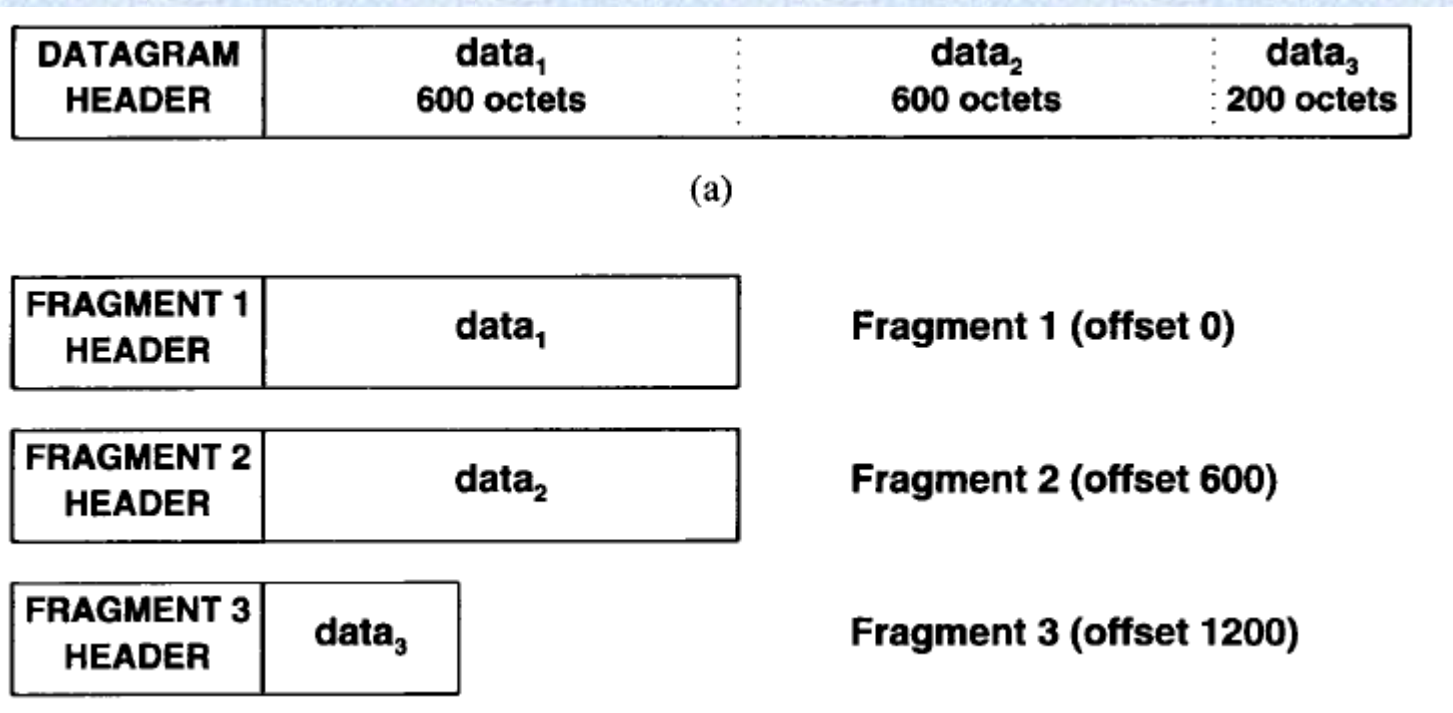 DATAGRAM HEADER
data₁
600 octets
data₂
600 octets
data₃
200 octets
(a)
FRAGMENT 1 HEADER
data₁
Fragment 1 (offset 0)
FRAGMENT 2 HEADER
data₂
Fragment 2 (offset 600)
FRAGMENT 3 HEADER
data₃
Fragment 3 (offset 1200)